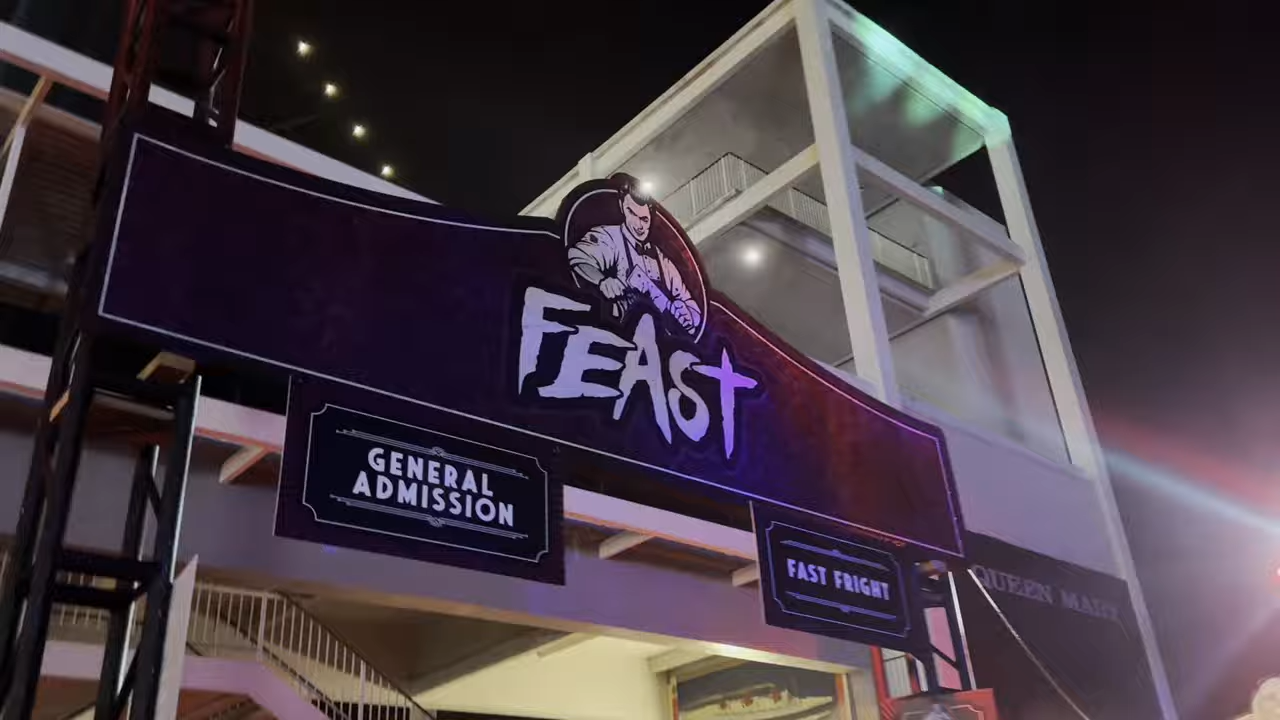 FEAST
GENERAL
ADMISSION
FAST FRIGHT
QUEEN MARY